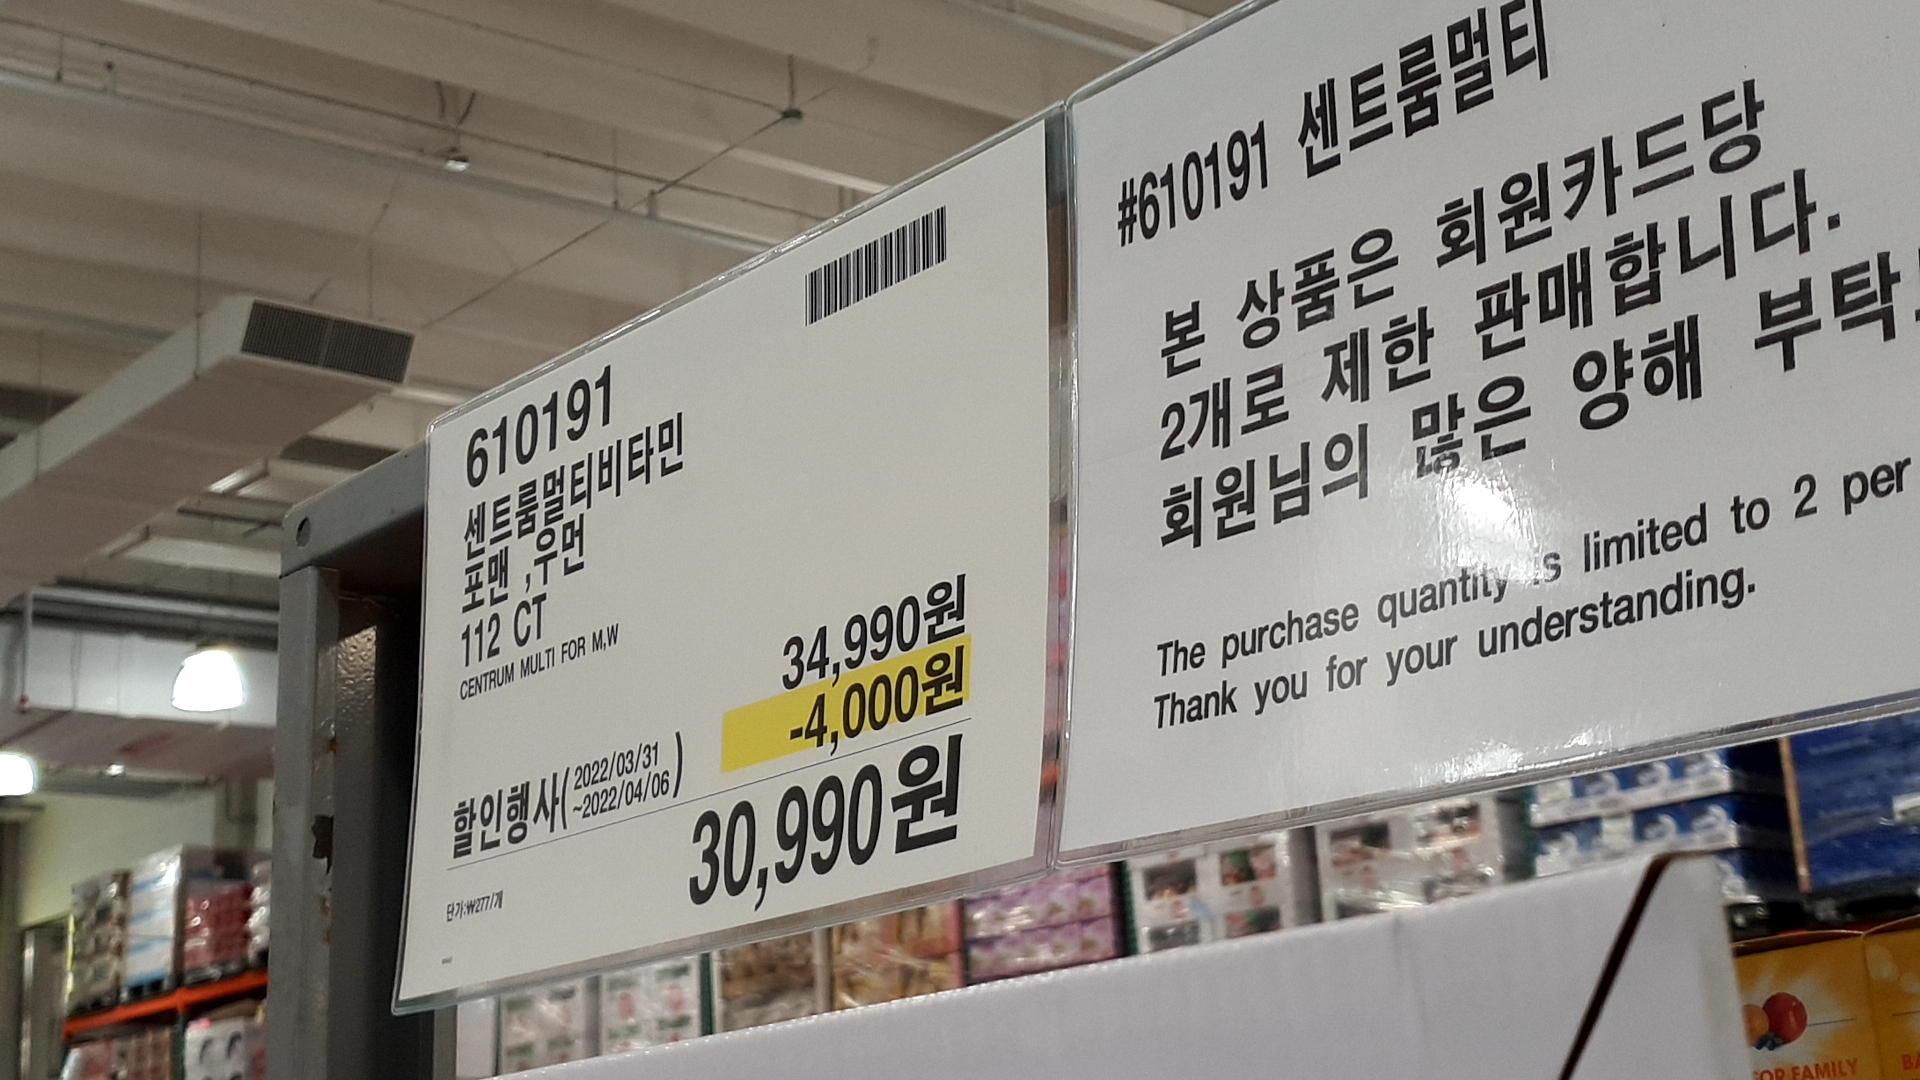 610191
센트룸멀티비타민
포맨 ,우먼
112 CT
CENTRUM MULTI FOR M,W
34,990원
-4,000원
할인행사(2022/03/31
~2022/04/06)
30,990원
단가:₩277/개
#610191 센트룸멀티
본 상품은 회원카드당
2개로 제한 판매합니다.
회원님의 많은 양해 부탁
The purchase quantity is limited to 2 per
Thank you for your understanding.
FOR FAMILY